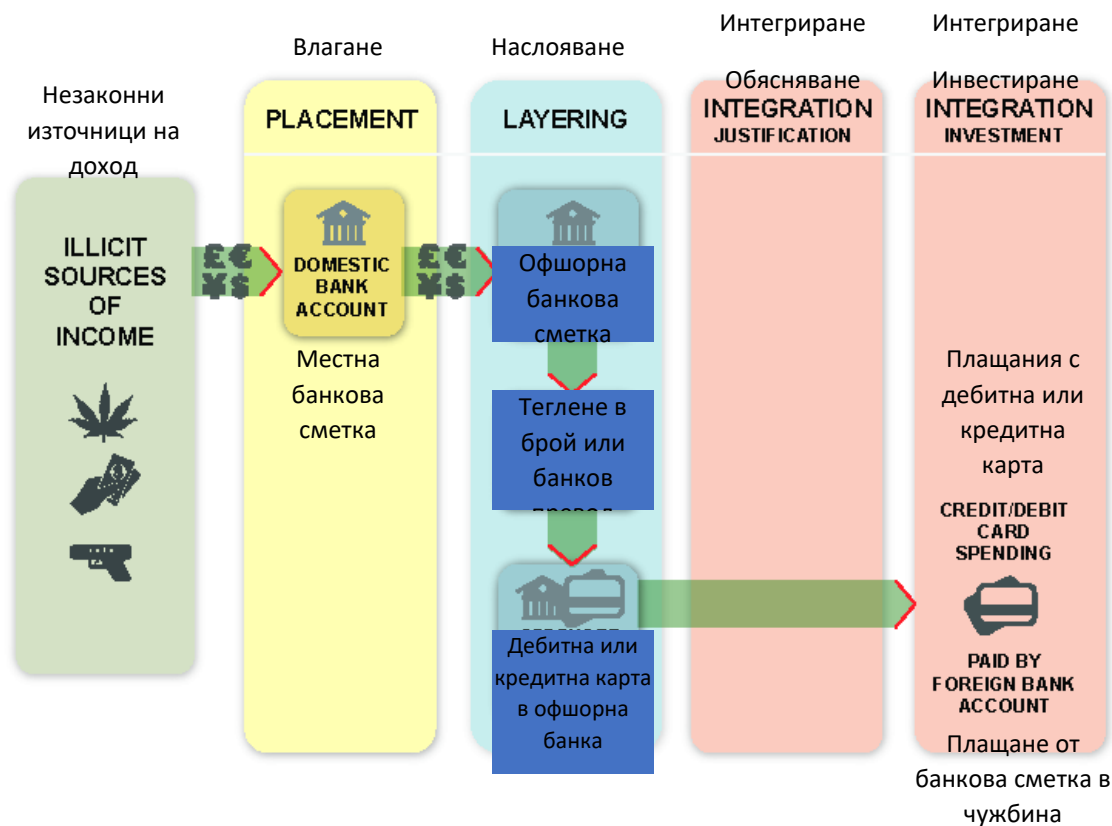 Незаконни
източници на
доход
ILLICIT
SOURCES
OF
INCOME
Влагане
PLACEMENT
£€
¥$
DOMESTIC
BANK
ACCOUNT
Местна
банкова
сметка
£€
¥$
Наслояване
LAYERING
Офшорна
банкова
сметка
Теглене в
брой или
банков
превод
Дебитна или
кредитна карта
в офшорна
банка
Интегриране
Обясняване
INTEGRATION
JUSTIFICATION
Интегриране
Инвестиране
INTEGRATION
INVESTMENT
Плащания с
дебитна или
кредитна
карта
CREDIT/DEBIT
CARD
SPENDING
PAID BY
FOREIGN BANK
ACCOUNT
Плащане от
банкова сметка в
чужбина